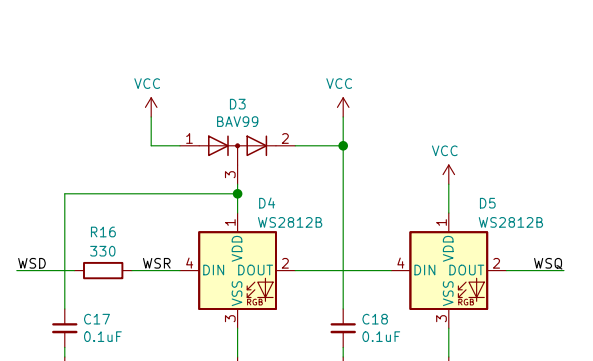 VCC
VCC
D3
BAV99
1
2
3
VCC
D4
WS2812B
D5
WS2812B
R16
330
1
VDD
1
VDD
WSD
WSR
4
DIN
DOUT
2
4
DIN
DOUT
2
WSQ
VSS
RGB
3
VSS
RGB
3
C17
0.1uF
C18
0.1uF